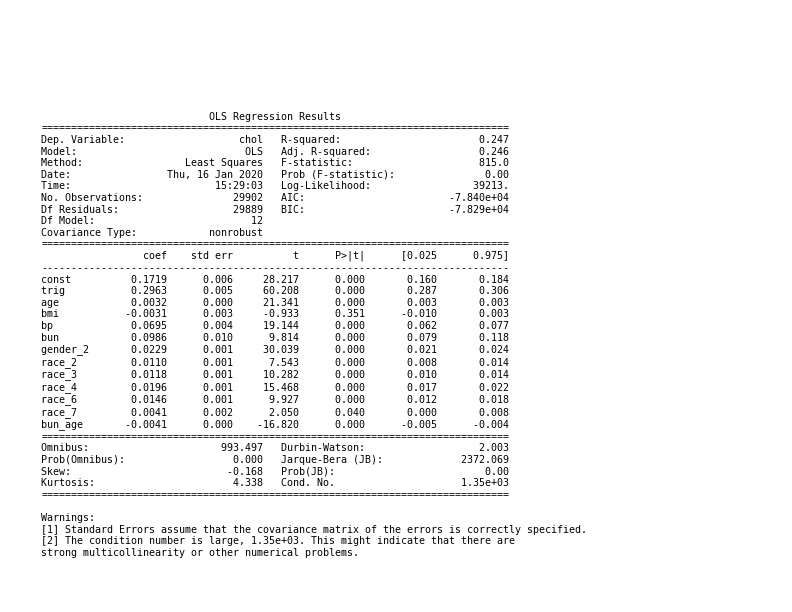 OLS Regression Results
==============================================================================
Dep. Variable: chol R-squared: 0.247
Model: OLS Adj. R-squared: 0.246
Method: Least Squares F-statistic: 815.0
Date: Thu, 16 Jan 2020 Prob (F-statistic): 0.00
Time: 15:29:03 Log-Likelihood: 39213.
No. Observations: 29902 AIC: -7.840e+04
Df Residuals: 29889 BIC: -7.829e+04
Df Model: 12
Covariance Type: nonrobust
==============================================================================
coef std err t P>|t| [0.025 0.975]
------------------------------------------------------------------------------
const 0.1719 0.006 28.217 0.000 0.160 0.184
trig 0.2963 0.005 60.208 0.000 0.287 0.306
age 0.0032 0.000 21.341 0.000 0.003 0.003
bmi -0.0031 0.003 -0.933 0.351 -0.010 0.003
bp 0.0695 0.004 19.144 0.000 0.062 0.077
bun 0.0986 0.010 9.814 0.000 0.079 0.118
gender_2 0.0229 0.001 30.039 0.000 0.021 0.024
race_2 0.0110 0.001 7.543 0.000 0.008 0.014
race_3 0.0118 0.001 10.282 0.000 0.010 0.014
race_4 0.0196 0.001 15.468 0.000 0.017 0.022
race_6 0.0146 0.001 9.927 0.000 0.012 0.018
race_7 0.0041 0.002 2.050 0.040 0.000 0.008
bun_age -0.0041 0.000 -16.820 0.000 -0.005 -0.004
==============================================================================
Omnibus: 993.497 Durbin-Watson: 2.003
Prob(Omnibus): 0.000 Jarque-Bera (JB): 2372.069
Skew: -0.168 Prob(JB): 0.00
Kurtosis: 4.338 Cond. No. 1.35e+03
==============================================================================
Warnings:
[1] Standard Errors assume that the covariance matrix of the errors is correctly specified.
[2] The condition number is large, 1.35e+03. This might indicate that there are
strong multicollinearity or other numerical problems.